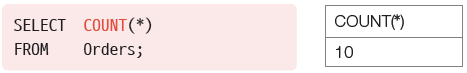 SELECT COUNT(*)
FROM Orders;
COUNT(*)
10